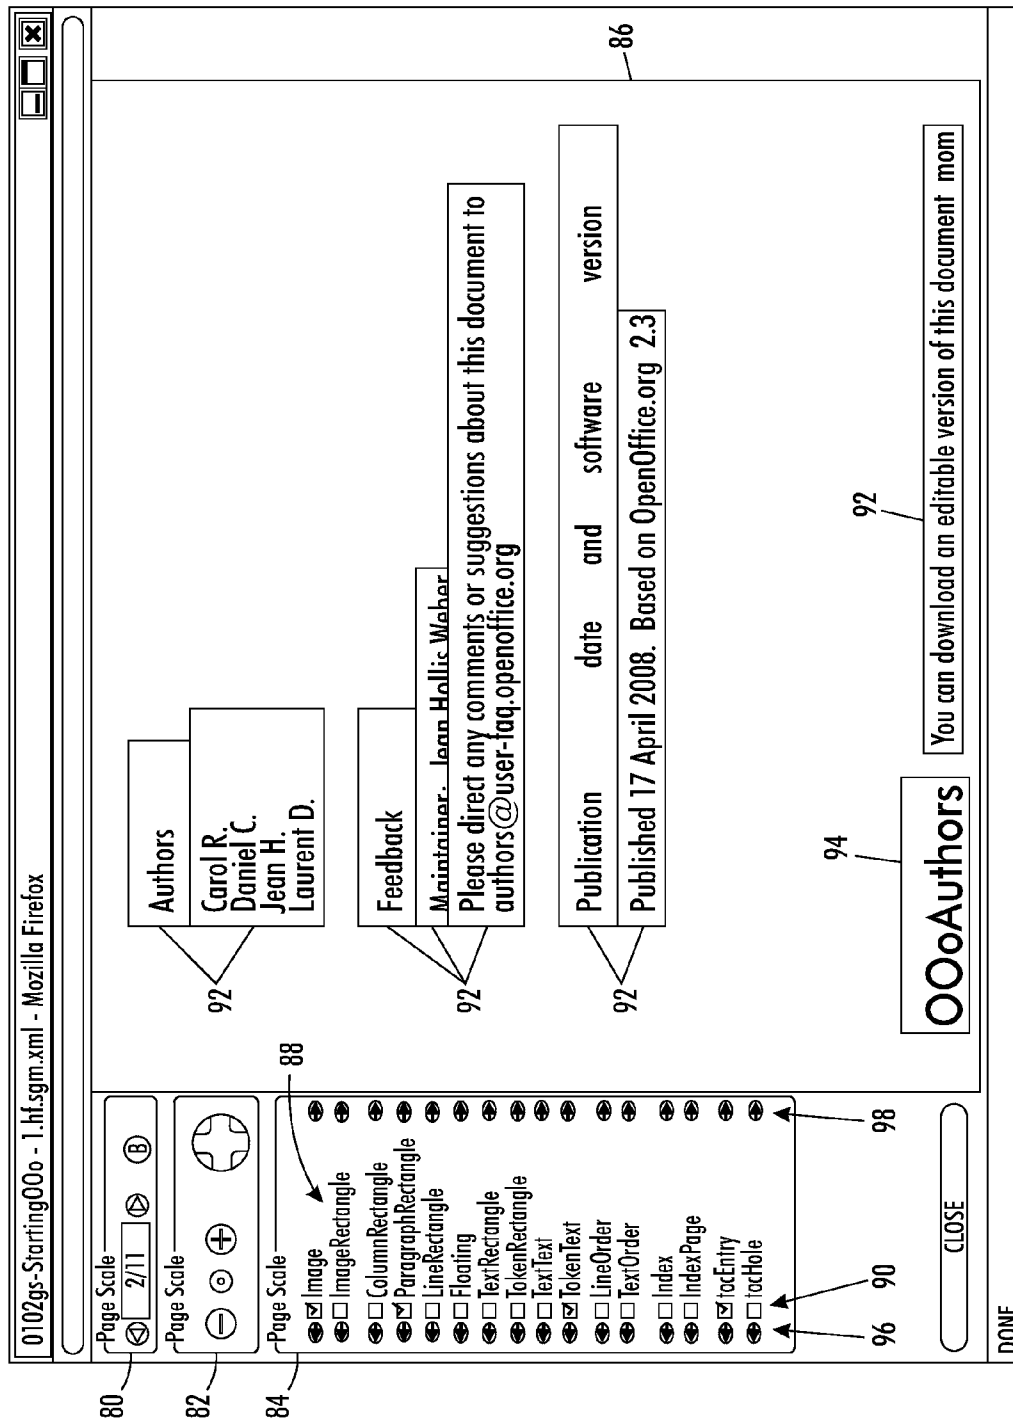 0102gs-StartingOOo - 1.hf.sgm.xml - Mozilla Firefox
80
Page Scale
2/11
B
82
Page Scale
84
Page Scale
88
Image
ImageRectangle
ColumnRectangle
ParagraphRectangle
LineRectangle
Floating
TextRectangle
TokenRectangle
TextText
TokenText
LineOrder
TextOrder
Index
IndexPage
tocEntry
tocHole
96
90
98
CLOSE
DONE
86
Authors
Carol R.
Daniel C.
Jean H.
Laurent D.
92
Feedback
Maintainer: Jean Hollis Weber
Please direct any comments or suggestions about this document to
authors@user-faq.openoffice.org
92
Publication date and software version
Published 17 April 2008. Based on OpenOffice.org 2.3
92
94
OOoAuthors
92
You can download an editable version of this document mom